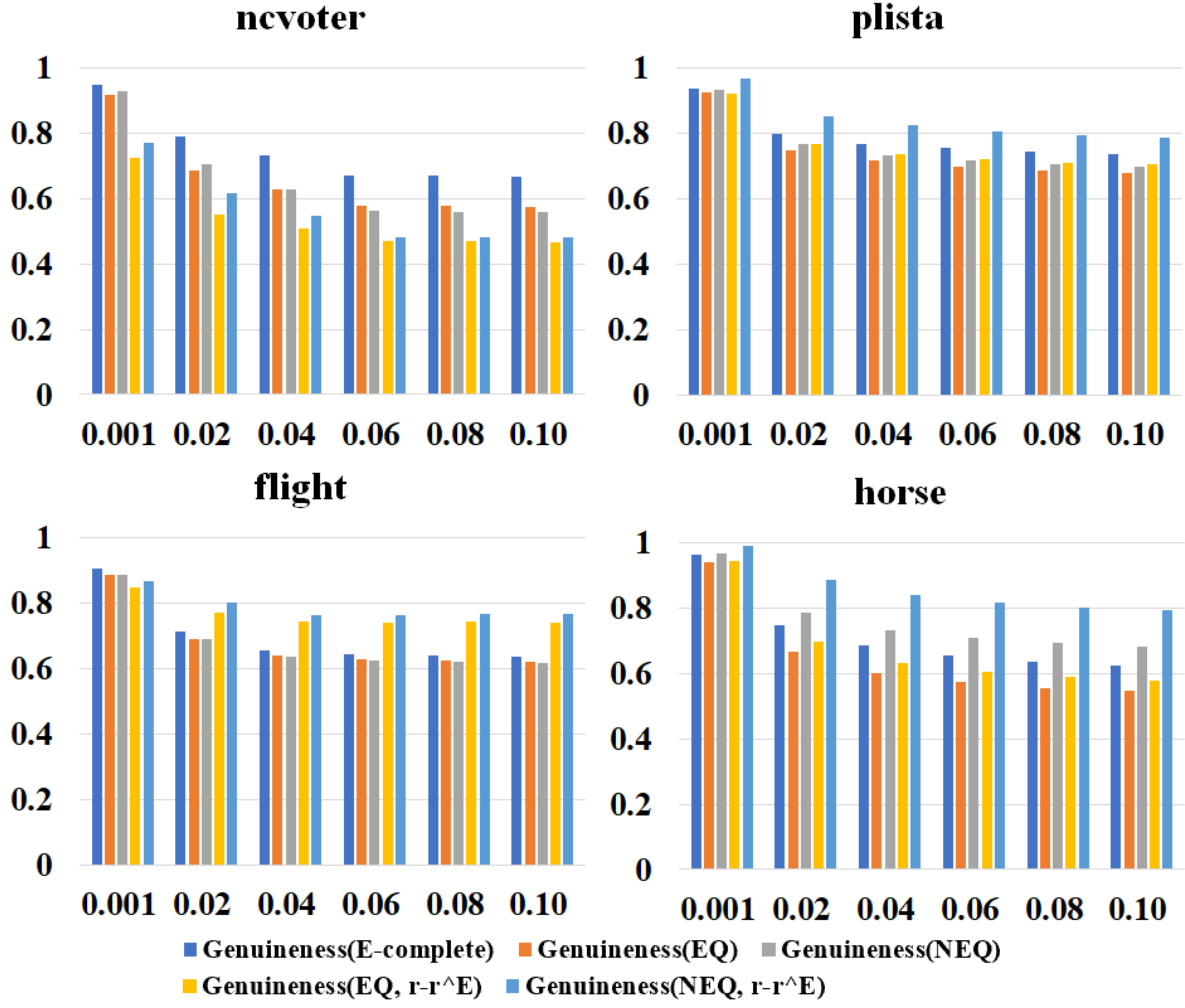 ncvoter
1
0.8
0.6
0.4
0.2
0
0.001 0.02 0.04 0.06 0.08 0.10
plista
1
0.8
0.6
0.4
0.2
0
0.001 0.02 0.04 0.06 0.08 0.10
flight
1
0.8
0.6
0.4
0.2
0
0.001 0.02 0.04 0.06 0.08 0.10
horse
1
0.8
0.6
0.4
0.2
0
0.001 0.02 0.04 0.06 0.08 0.10
Genuineness(E-complete) Genuineness(EQ) Genuineness(NEQ)
Genuineness(EQ, r-r^E) Genuineness(NEQ, r-r^E)